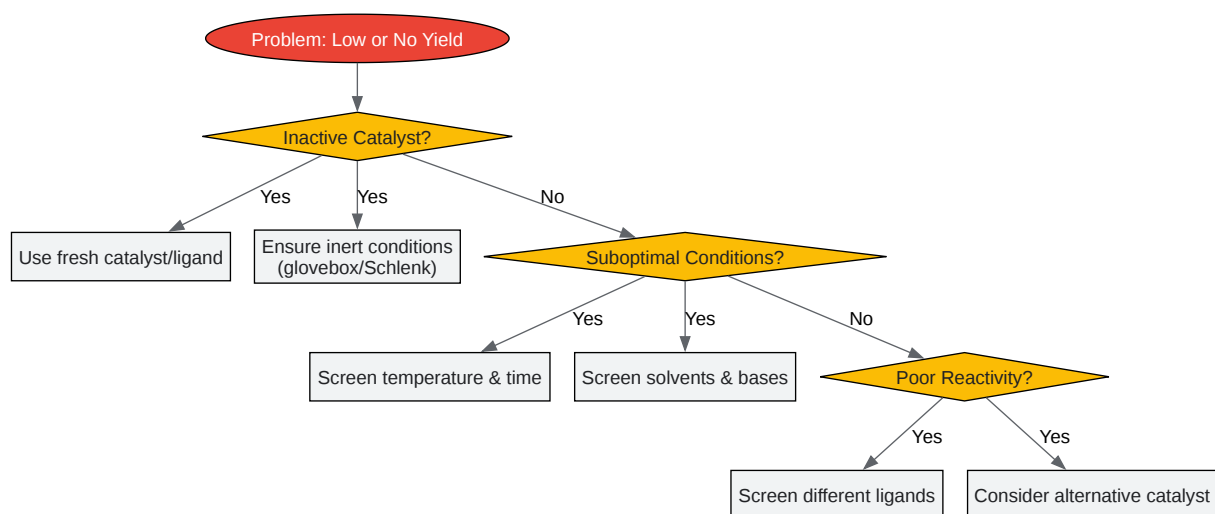 Problem: Low or No Yield
Inactive Catalyst?
Yes
Yes
No
Use fresh catalyst/ligand
Ensure inert conditions
(glovebox/Schlenk)
Suboptimal Conditions?
Yes
Yes
No
Screen temperature & time
Screen solvents & bases
Poor Reactivity?
Yes
Yes
Screen different ligands
Consider alternative catalyst